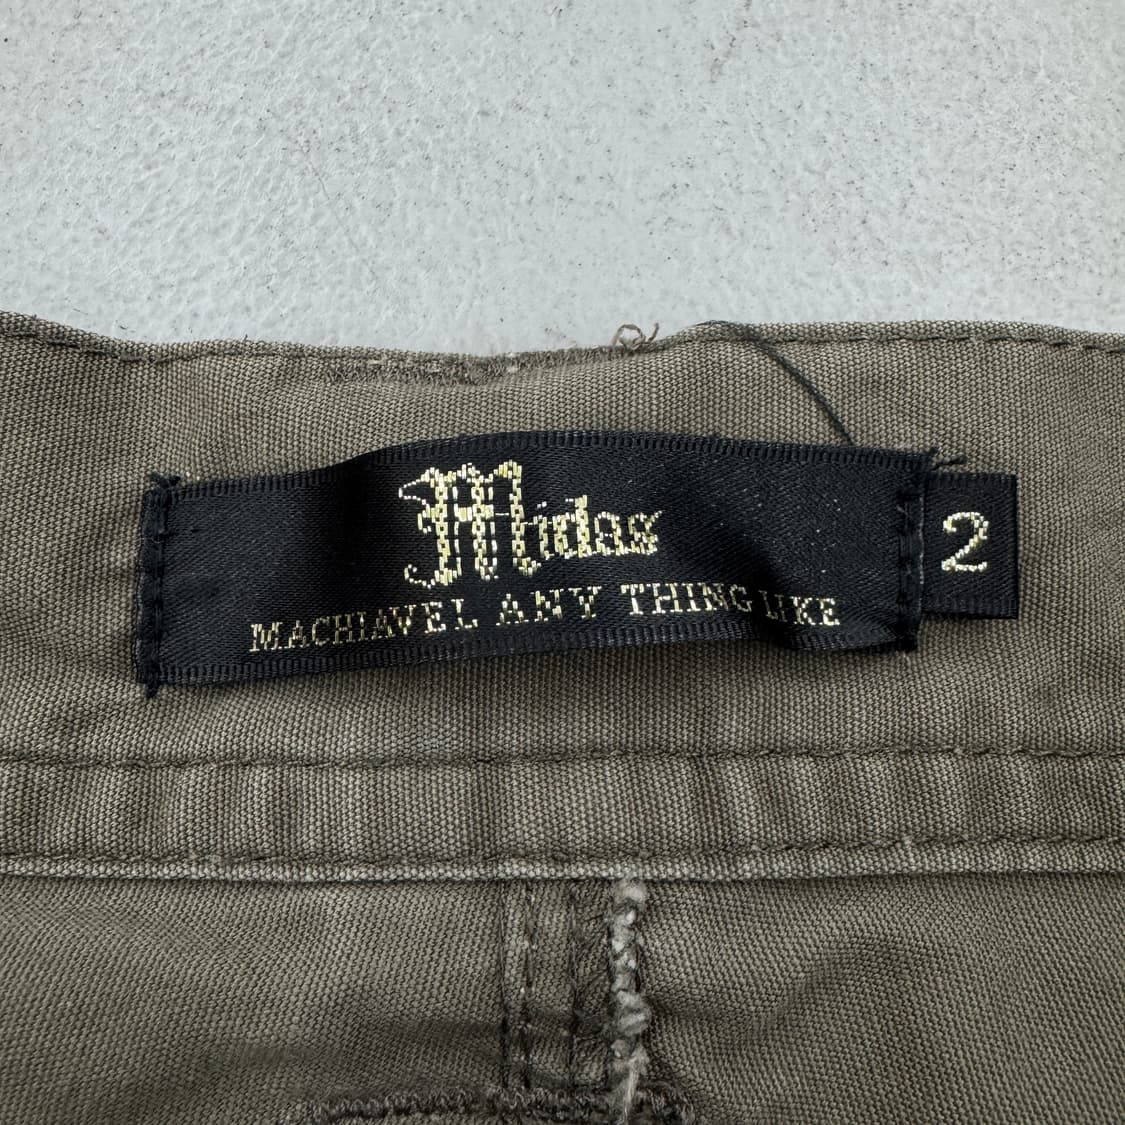 Midas
MACHIAVEL ANY THING LIKE
2